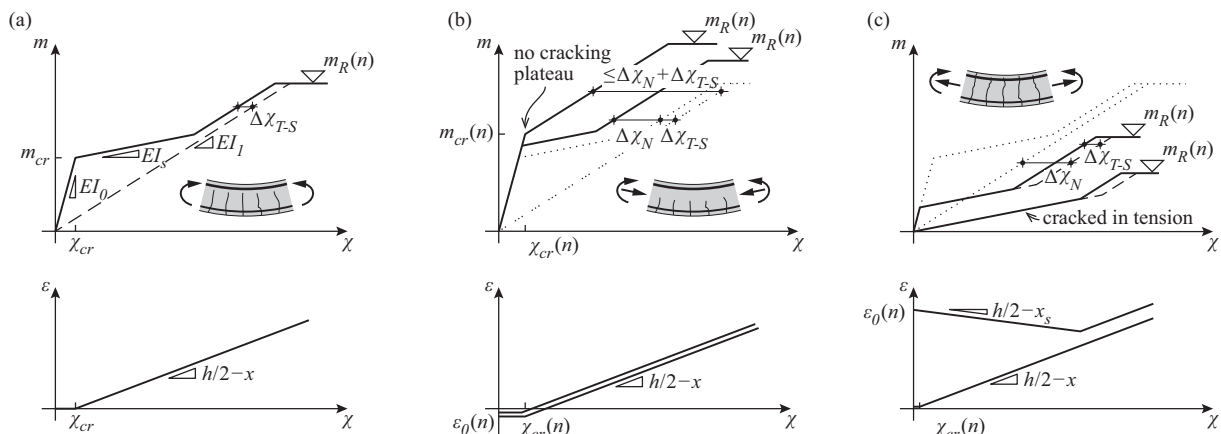 (a)
m
m_R(n)
Δχ_T-S
EI_s
EI_1
m_cr
EI_0
χ_cr
χ
ε
h/2−x
χ_cr
χ
(b)
m
m_R(n)
m_R(n)
no cracking
plateau
≤Δχ_N+Δχ_T-S
m_cr(n)
Δχ_N
Δχ_T-S
χ_cr(n)
χ
ε
h/2−x
ε_0(n)
χ_cr(n)
χ
(c)
m
m_R(n)
Δχ_T-S
m_R(n)
Δχ_N
cracked in tension
χ
ε
ε_0(n)
h/2−x_s
h/2−x
χ_cr(n)
χ